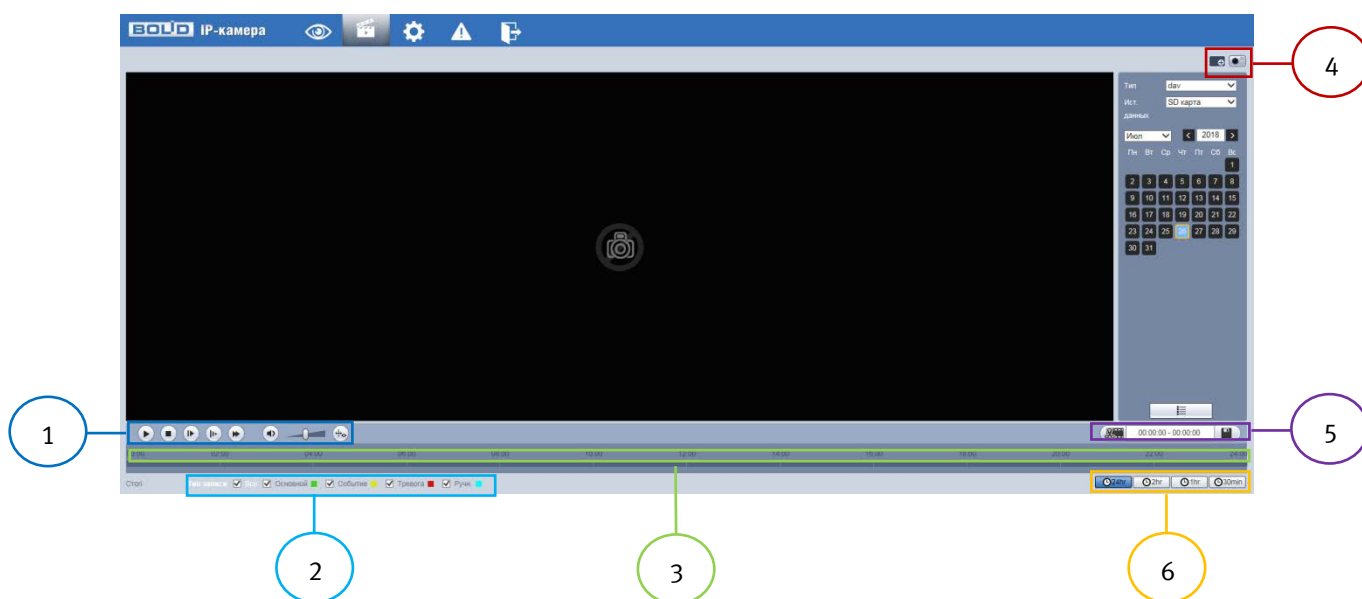 BOLID IP-камера
4
Тип dav
Ист. SD карта
данных
Июл 2018
Пн Вт Ср Чт Пт Сб Вс
1
2 3 4 5 6 7 8
9 10 11 12 13 14 15
16 17 18 19 20 21 22
23 24 25 26 27 28 29
30 31
1
00:00:00 - 00:00:00
5
0:00 02:00 04:00 06:00 08:00 10:00 12:00 14:00 16:00 18:00 20:00 22:00 24:00
Стоп Тип записи Все Основной Событие Тревога Ручн 24hr 2hr 1hr 30min
2
3
6